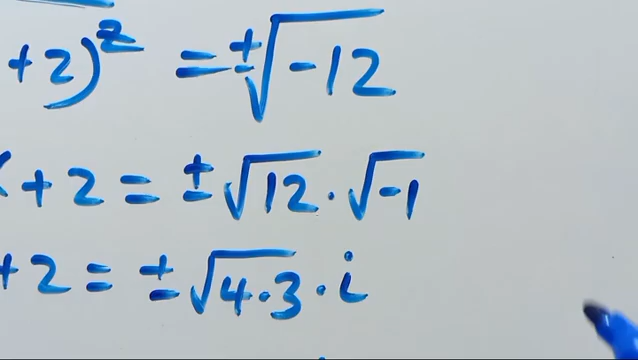 + 2)² = ±√-12
x + 2 = ±√12 · √-1
+ 2 = ±√4·3 · i